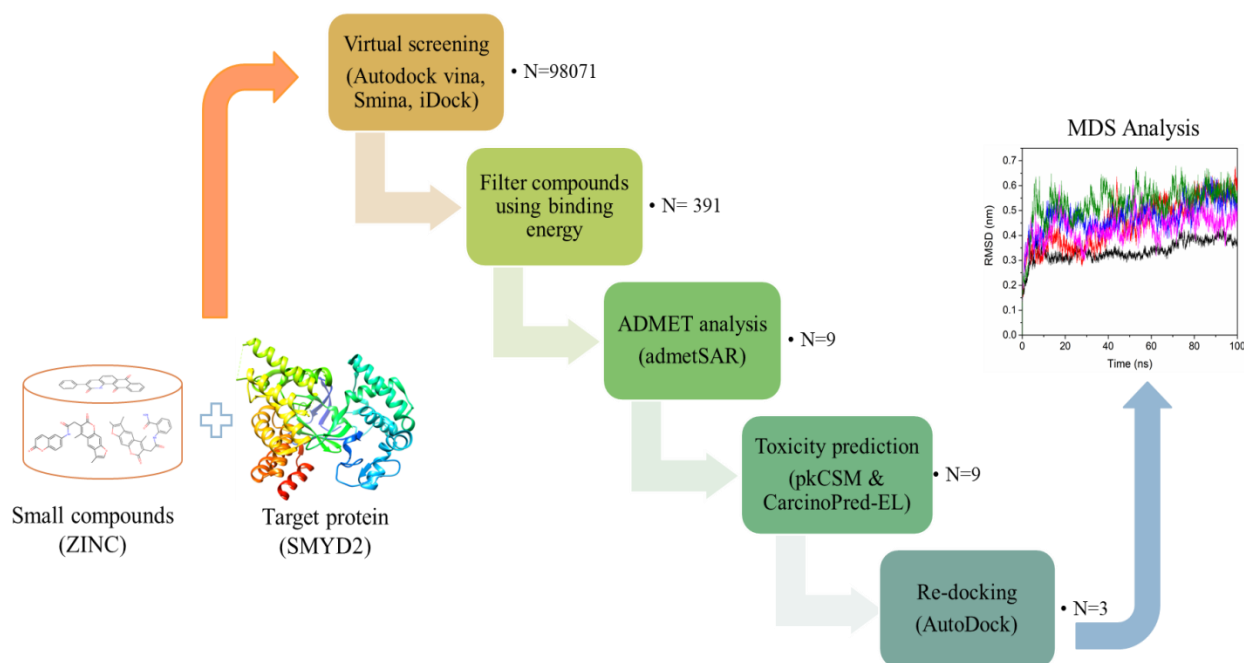 Virtual screening
(Autodock vina,
Smina, iDock)
• N=98071
Filter compounds
using binding
energy
• N= 391
ADMET analysis
(admetSAR)
• N=9
Toxicity prediction
(pkCSM &
CarcinoPred-EL)
• N=9
Re-docking
(AutoDock)
• N=3
Small compounds
(ZINC)
Target protein
(SMYD2)
MDS Analysis
RMSD (nm)
0.7
0.6
0.5
0.4
0.3
0.2
0.1
0.0
0 20 40 60 80 100
Time (ns)